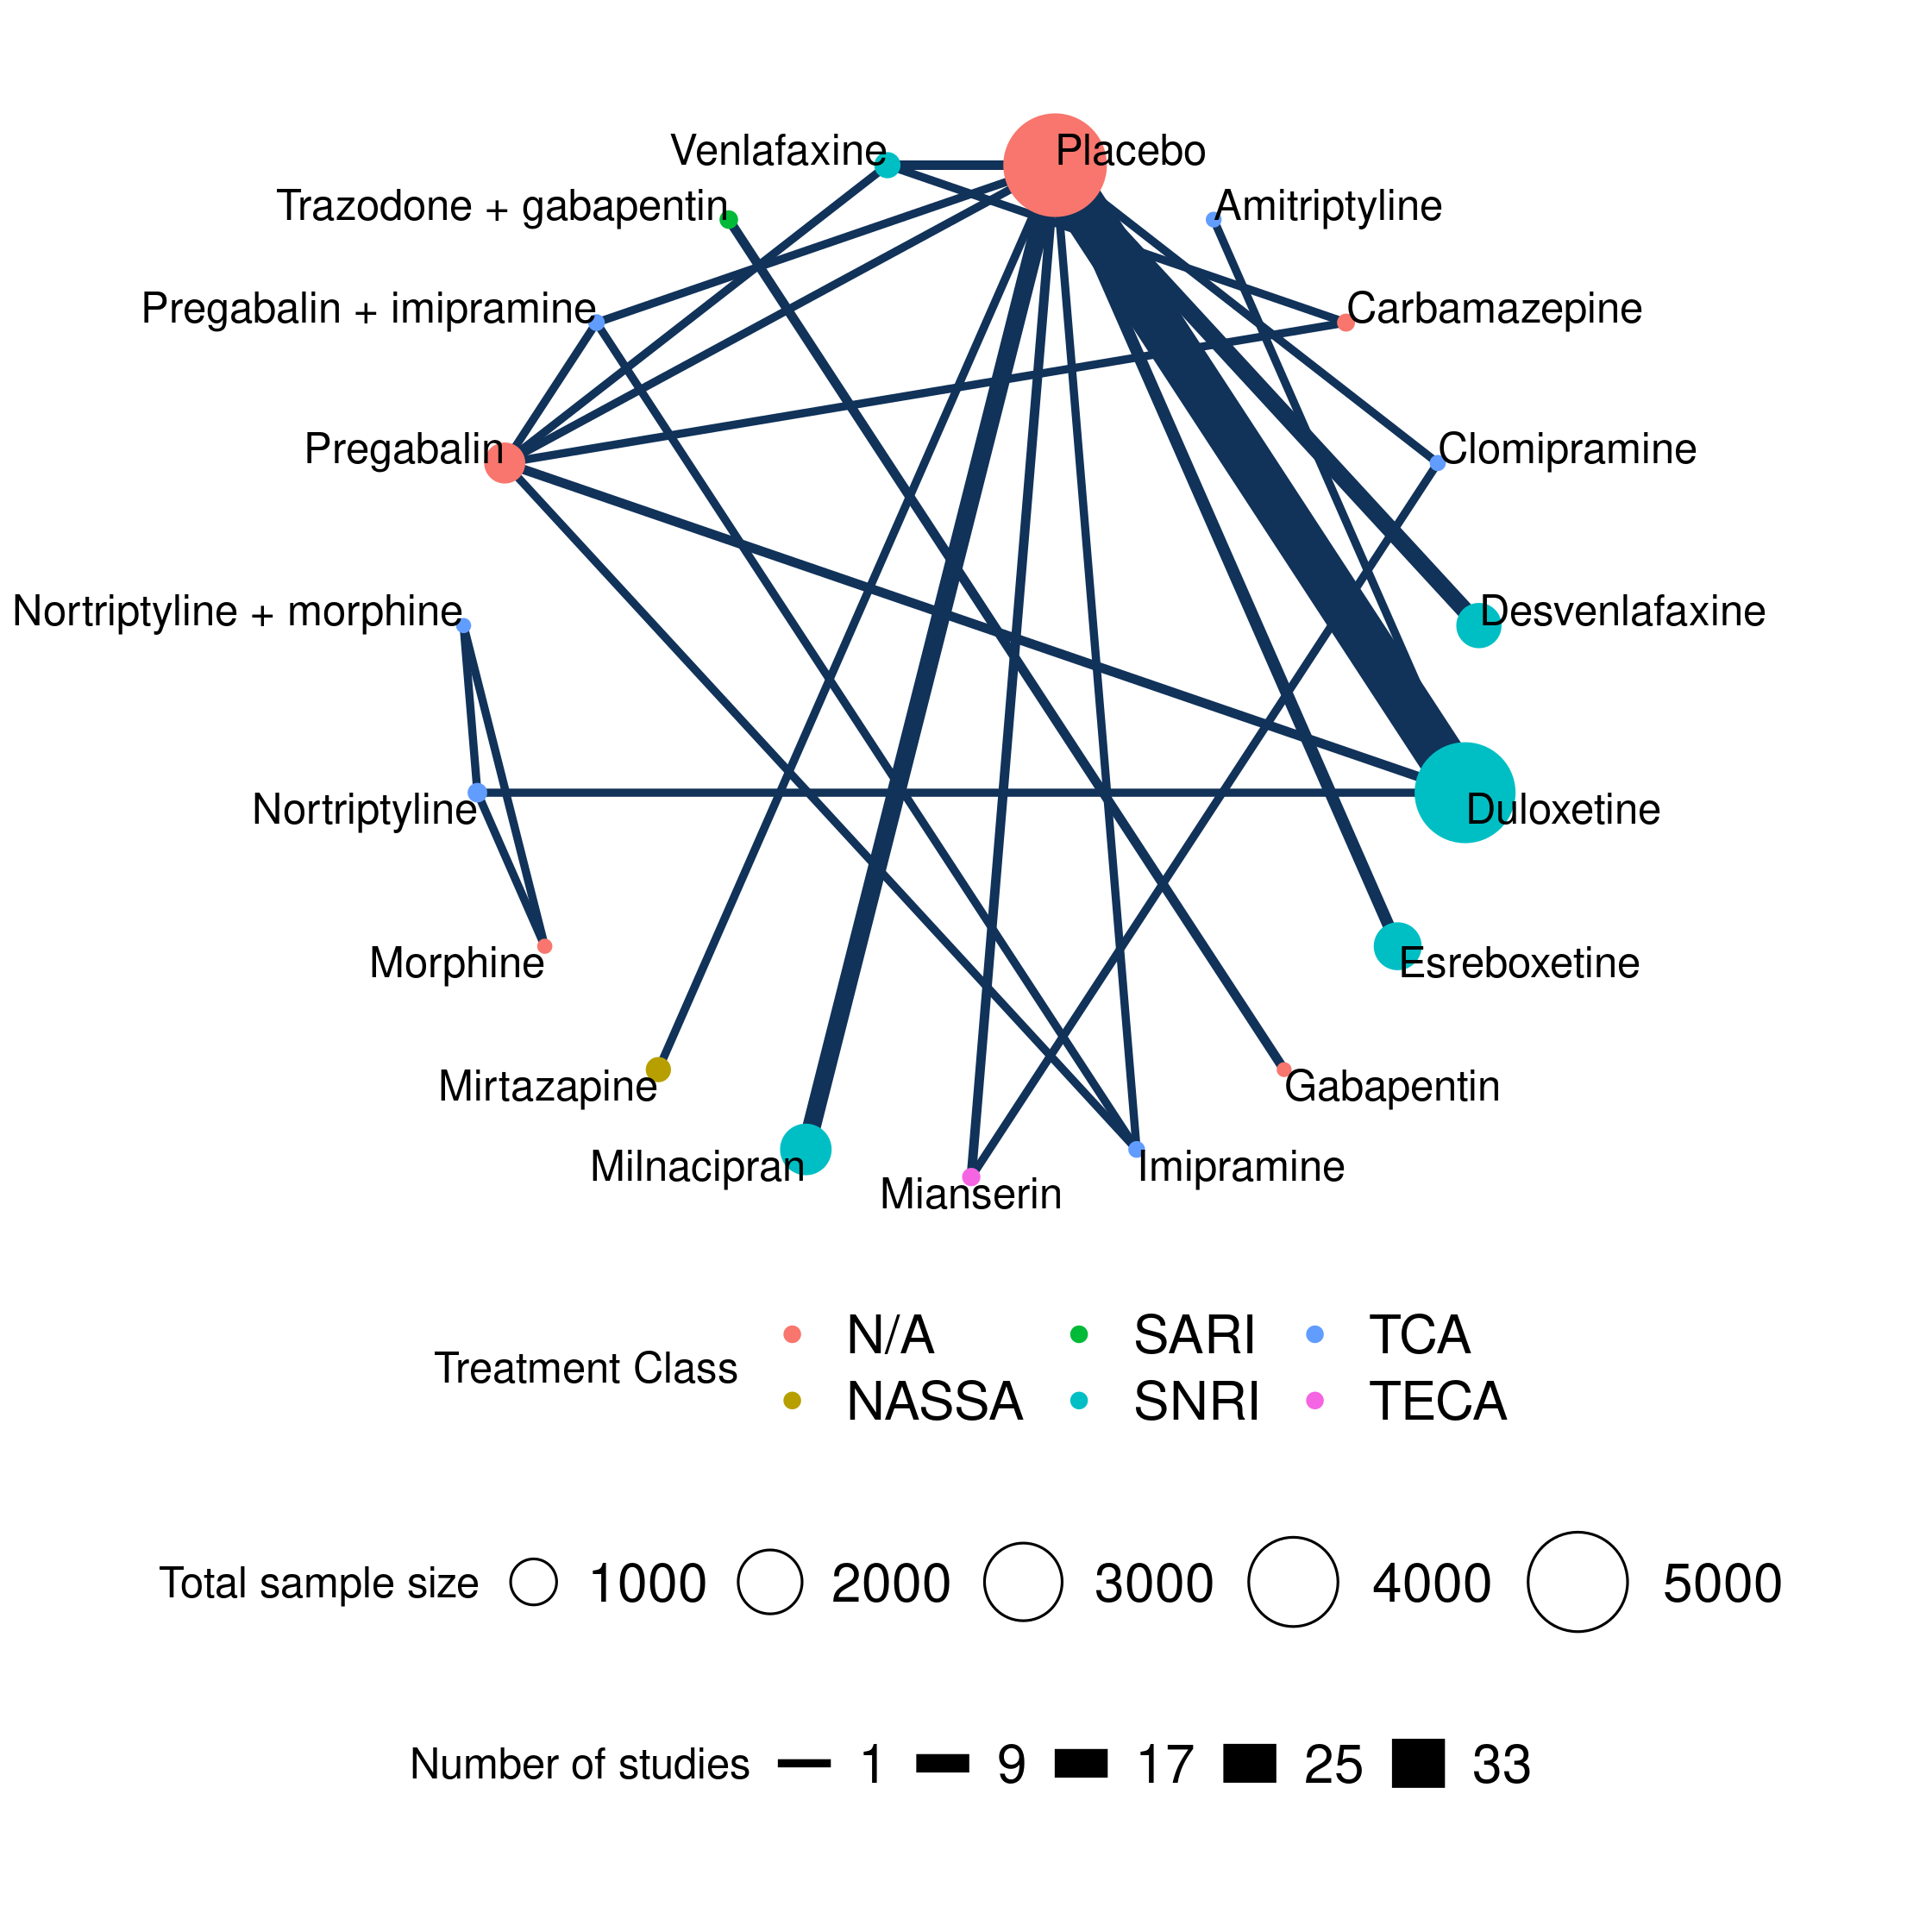 Venlafaxine
Placebo
Trazodone + gabapentin
Amitriptyline
Pregabalin + imipramine
Carbamazepine
Pregabalin
Clomipramine
Nortriptyline + morphine
Desvenlafaxine
Nortriptyline
Duloxetine
Morphine
Esreboxetine
Mirtazapine
Gabapentin
Milnacipran
Imipramine
Mianserin
Treatment Class
N/A SARI TCA
NASSA SNRI TECA
Total sample size 1000 2000 3000 4000 5000
Number of studies 1 9 17 25 33